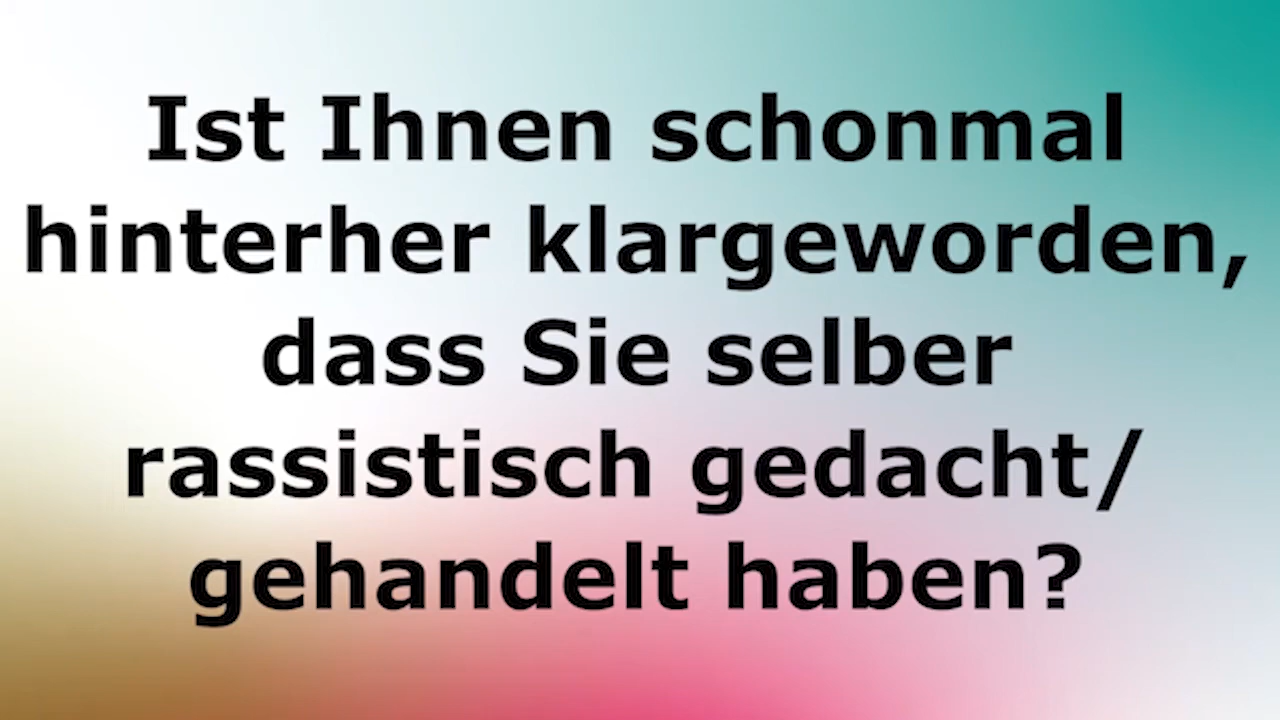 Ist Ihnen schonmal
hinterher klargeworden,
dass Sie selber
rassistisch gedacht/
gehandelt haben?